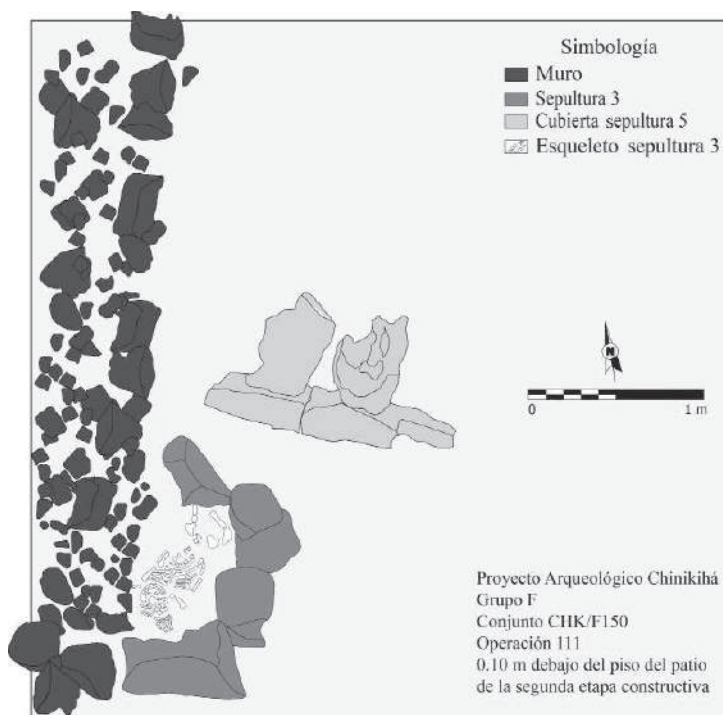 Simbología
Muro
Sepultura 3
Cubierta sepultura 5
Esqueleto sepultura 3
N
0 1 m
Proyecto Arqueológico Chinikihá
Grupo F
Conjunto CHK/F150
Operación 111
0.10 m debajo del piso del patio
de la segunda etapa constructiva